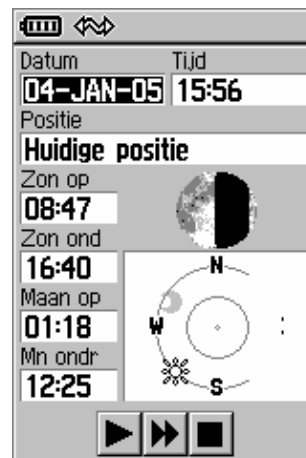 Datum Tijd
04-JAN-05 15:56
Positie
Huidige positie
Zon op
08:47
Zon ond
16:40
Maan op
01:18
Mn ondr
12:25
N
W
S